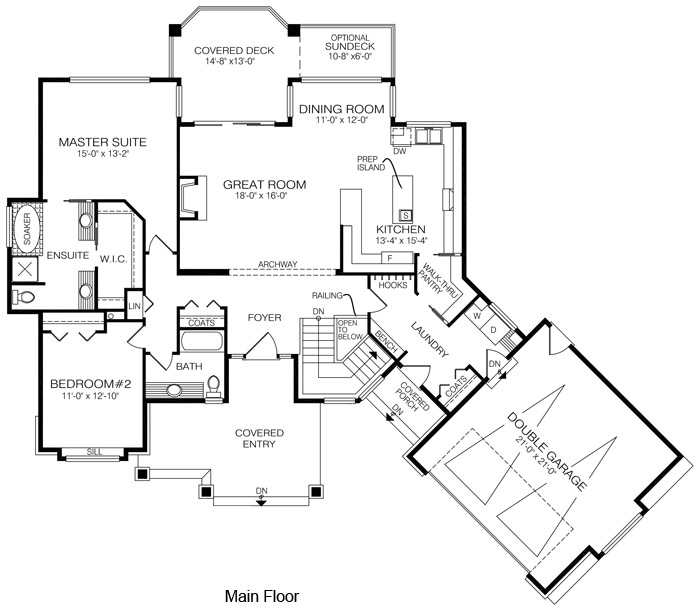 COVERED DECK
14'-8" x13'-0"
OPTIONAL
SUNDECK
10-8" x6'-0"
DINING ROOM
11'-0" x 12'-0"
MASTER SUITE
15'-0" x 13'-2"
DW
PREP
ISLAND
GREAT ROOM
18'-0" x 16'-0"
S
SOAKER
ENSUITE
W.I.C.
KITCHEN
13'-4" x 15'-4"
F
ARCHWAY
WALK-THRU
PANTRY
HOOKS
LIN
RAILING
COATS
FOYER
DN
OPEN
TO
BELOW
W
D
BENCH
LAUNDRY
BATH
DN
BEDROOM#2
11'-0" x 12'-10"
COATS
COVERED
PORCH
DN
DOUBLE GARAGE
21'-0" x 21'-0"
COVERED
ENTRY
SILL
DN
Main Floor